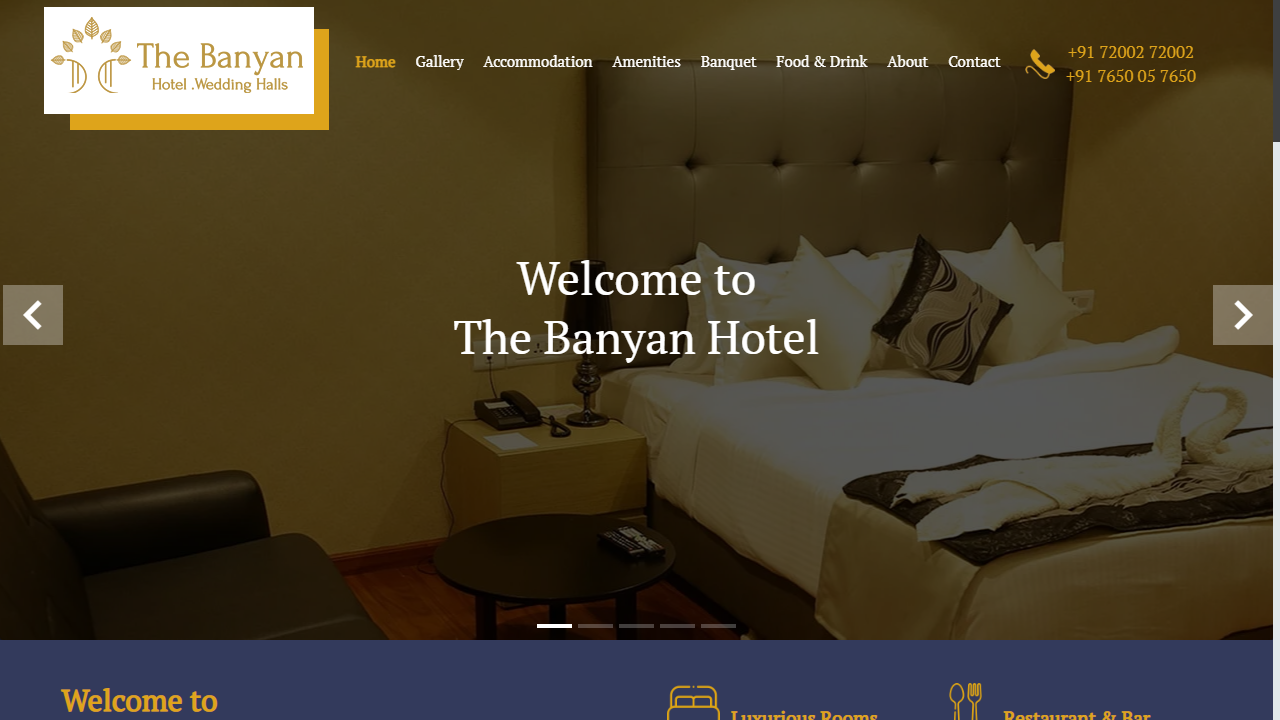 The Banyan
Hotel .Wedding Halls
Home Gallery Accommodation Amenities Banquet Food & Drink About Contact
+91 72002 72002
+91 7650 05 7650
Welcome to
The Banyan Hotel
Welcome to
Luxurious Rooms
Restaurant & Bar